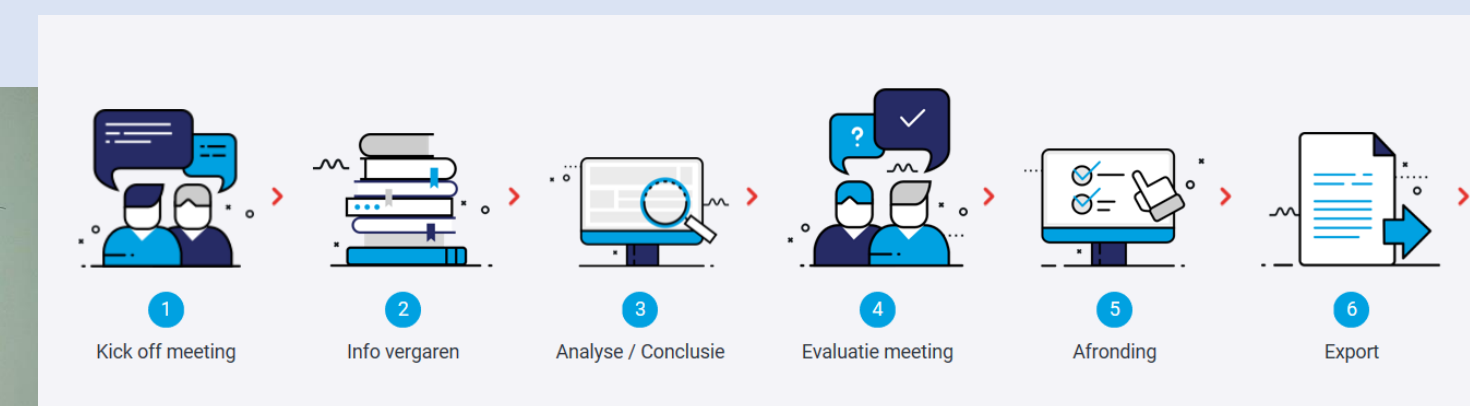 ?
1
2
3
4
5
6
Kick off meeting
Info vergaren
Analyse / Conclusie
Evaluatie meeting
Afronding
Export